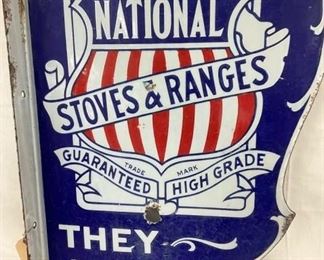 NATIONAL
STOVES & RANGES
TRADE MARK
GUARANTEED HIGH GRADE
THEY